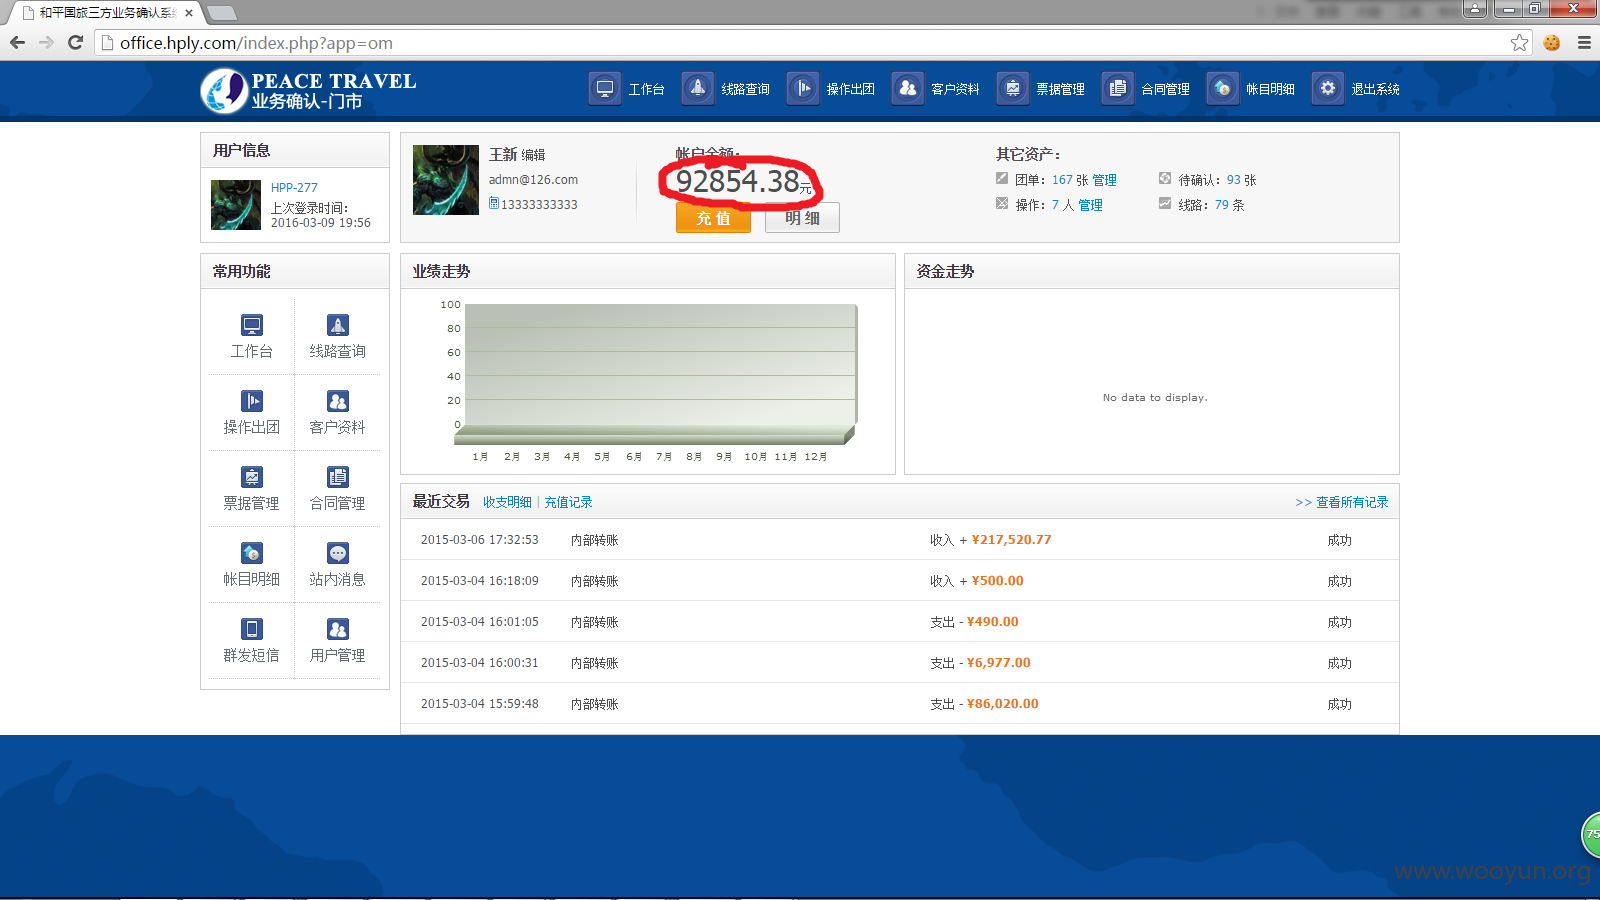 和平国旅三方业务确认系
office.hply.com/index.php?app=om
PEACE TRAVEL
业务确认-门市
工作台
线路查询
操作出团
客户资料
票据管理
合同管理
帐目明细
退出系统
用户信息
HPP-277
上次登录时间:
2016-03-09 19:56
王新 编辑
admn@126.com
13333333333
帐户金额:
92854.38元
充 值
明 细
其它资产:
团单: 167 张 管理
待确认: 93 张
操作: 7 人 管理
线路: 79 条
常用功能
工作台
线路查询
操作出团
客户资料
票据管理
合同管理
帐目明细
站内消息
群发短信
用户管理
业绩走势
100
80
60
40
20
0
1月 2月 3月 4月 5月 6月 7月 8月 9月 10月 11月 12月
资金走势
No data to display.
最近交易 收支明细 | 充值记录
>> 查看所有记录
2015-03-06 17:32:53 内部转账 收入 + ¥217,520.77 成功
2015-03-04 16:18:09 内部转账 收入 + ¥500.00 成功
2015-03-04 16:01:05 内部转账 支出 - ¥490.00 成功
2015-03-04 16:00:31 内部转账 支出 - ¥6,977.00 成功
2015-03-04 15:59:48 内部转账 支出 - ¥86,020.00 成功
75
www.wooyun.org